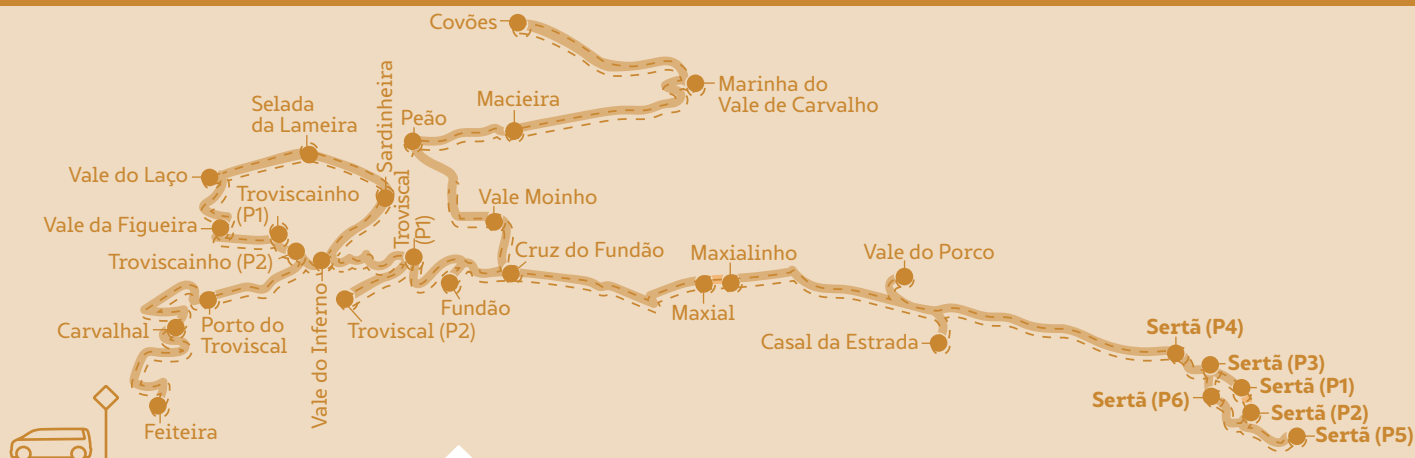 Covões
Marinha do
Vale de Carvalho
Macieira
Selada
da Lameira
Sardinheira
Peão
Vale do Laço
Troviscainho
(P1)
Troviscal
(P1)
Vale Moinho
Vale da Figueira
Troviscainho (P2)
Cruz do Fundão
Maxialinho
Vale do Porco
Fundão
Maxial
Carvalhal
Porto do
Troviscal
Vale do Inferno
Troviscal (P2)
Casal da Estrada
Sertã (P4)
Sertã (P3)
Sertã (P1)
Sertã (P6)
Sertã (P2)
Sertã (P5)
Feiteira